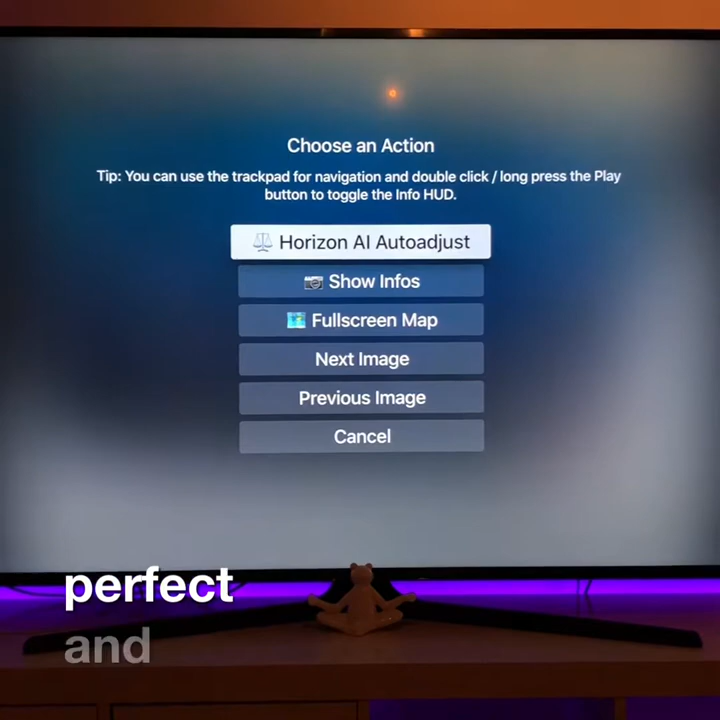 Choose an Action
Tip: You can use the trackpad for navigation and double click / long press the Play
button to toggle the Info HUD.
Horizon AI Autoadjust
Show Infos
Fullscreen Map
Next Image
Previous Image
Cancel
perfect
and